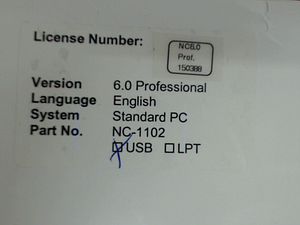 License Number:
NC6.0
Prof.
150388
Version 6.0 Professional
Language English
System Standard PC
Part No. NC-1102
USB LPT